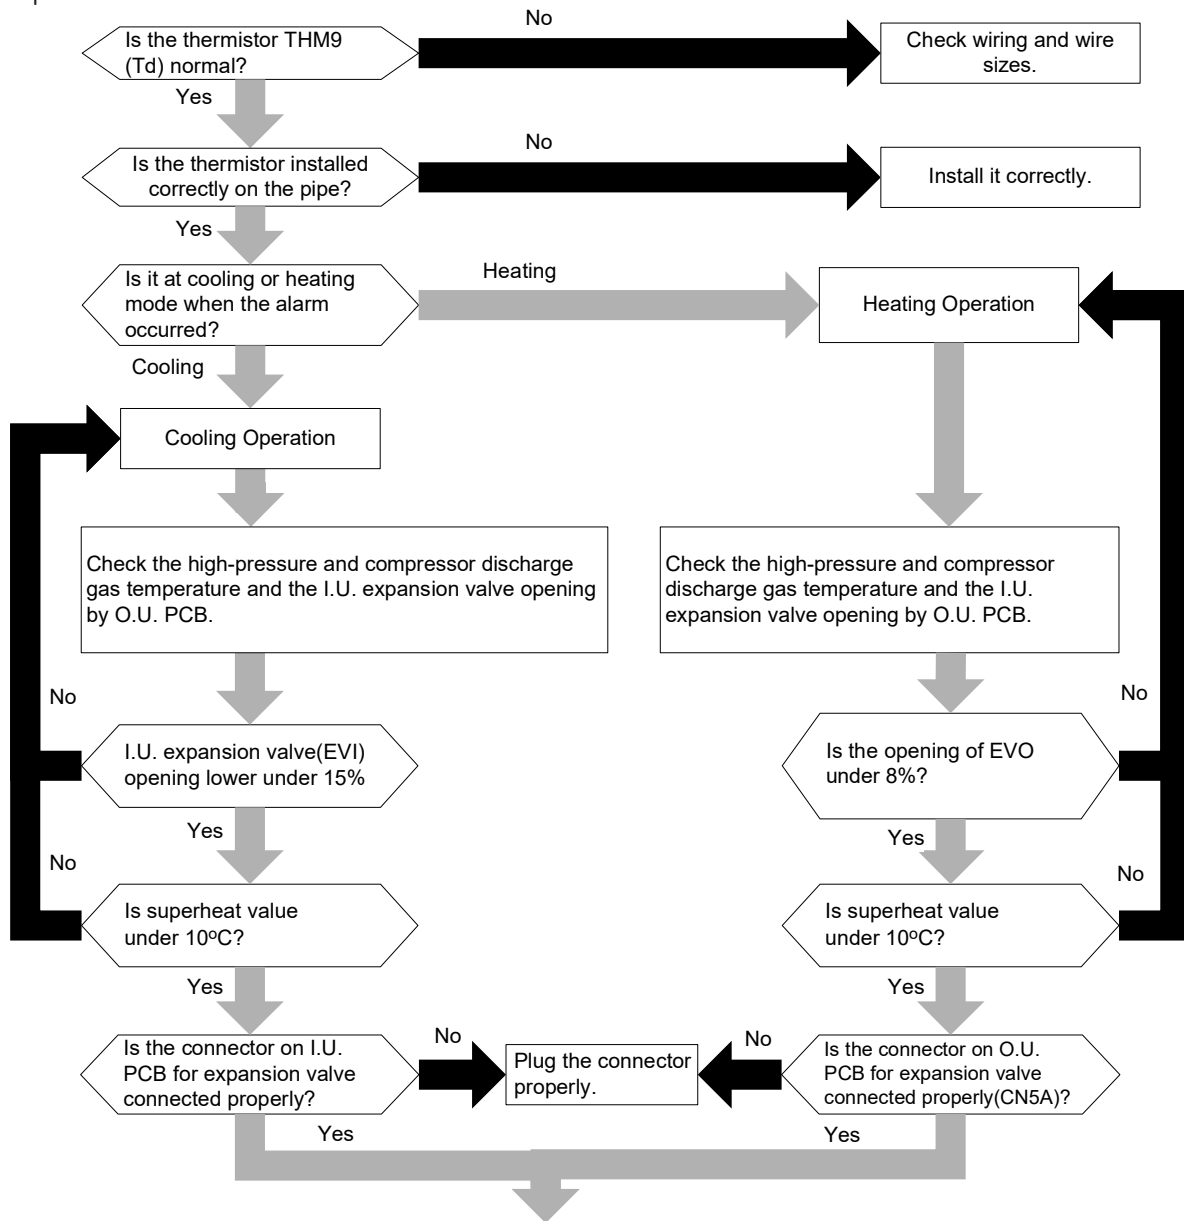 No
Is the thermistor THM9
(Td) normal?
Check wiring and wire
sizes.
Yes
No
Is the thermistor installed
correctly on the pipe?
Install it correctly.
Yes
Is it at cooling or heating
mode when the alarm
occurred?
Heating
Heating Operation
Cooling
Cooling Operation
Check the high-pressure and compressor discharge
gas temperature and the I.U. expansion valve opening
by O.U. PCB.
Check the high-pressure and compressor
discharge gas temperature and the I.U.
expansion valve opening by O.U. PCB.
No
No
I.U. expansion valve(EVI)
opening lower under 15%
Is the opening of EVO
under 8%?
Yes
Yes
No
No
Is superheat value
under 10°C?
Is superheat value
under 10°C?
Yes
Yes
Is the connector on I.U.
PCB for expansion valve
connected properly?
No
Plug the connector
properly.
No
Is the connector on O.U.
PCB for expansion valve
connected properly(CN5A)?
Yes
Yes